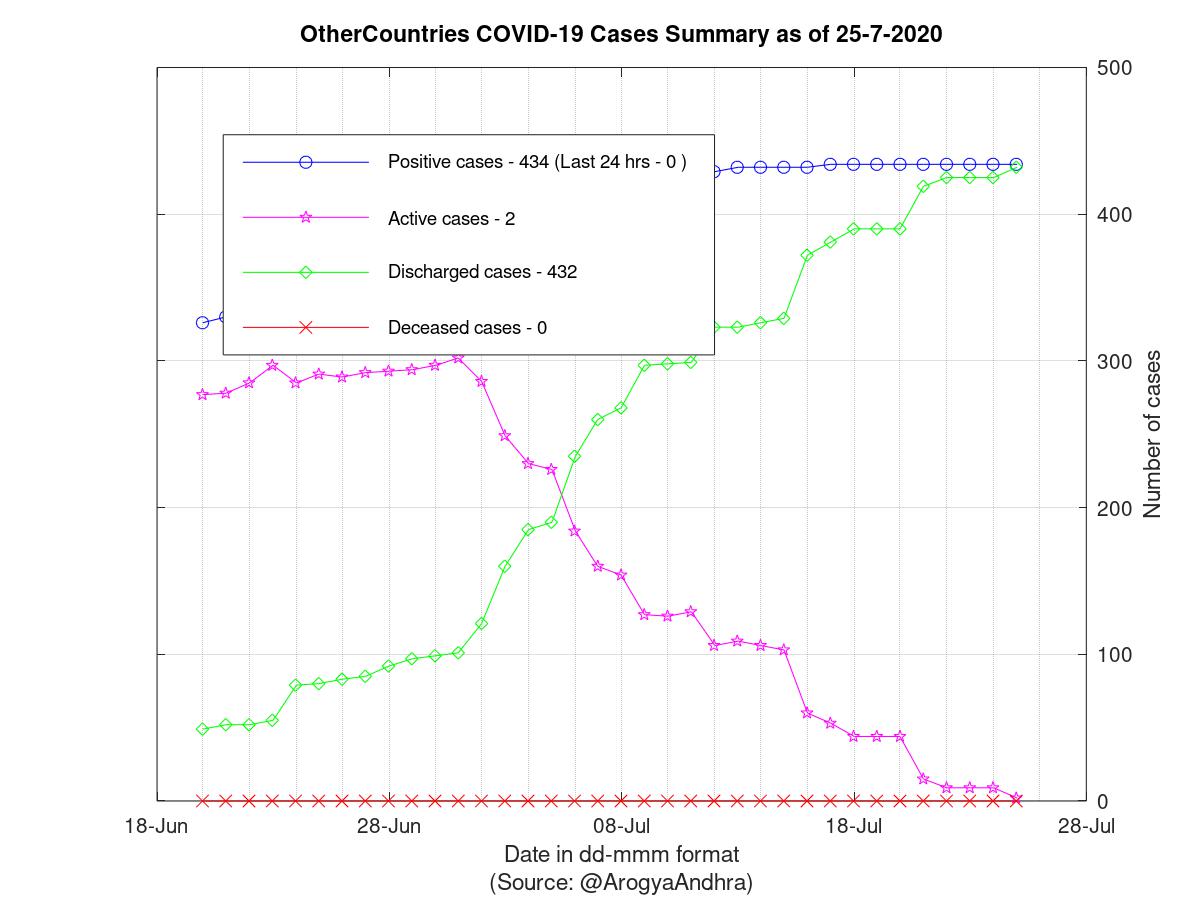 OtherCountries COVID-19 Cases Summary as of 25-7-2020
500
Positive cases - 434 (Last 24 hrs - 0 )
Active cases - 2
400
Discharged cases - 432
Deceased cases - 0
300
Number of cases
200
100
0
18-Jun 28-Jun 08-Jul 18-Jul 28-Jul
Date in dd-mmm format
(Source: @ArogyaAndhra)